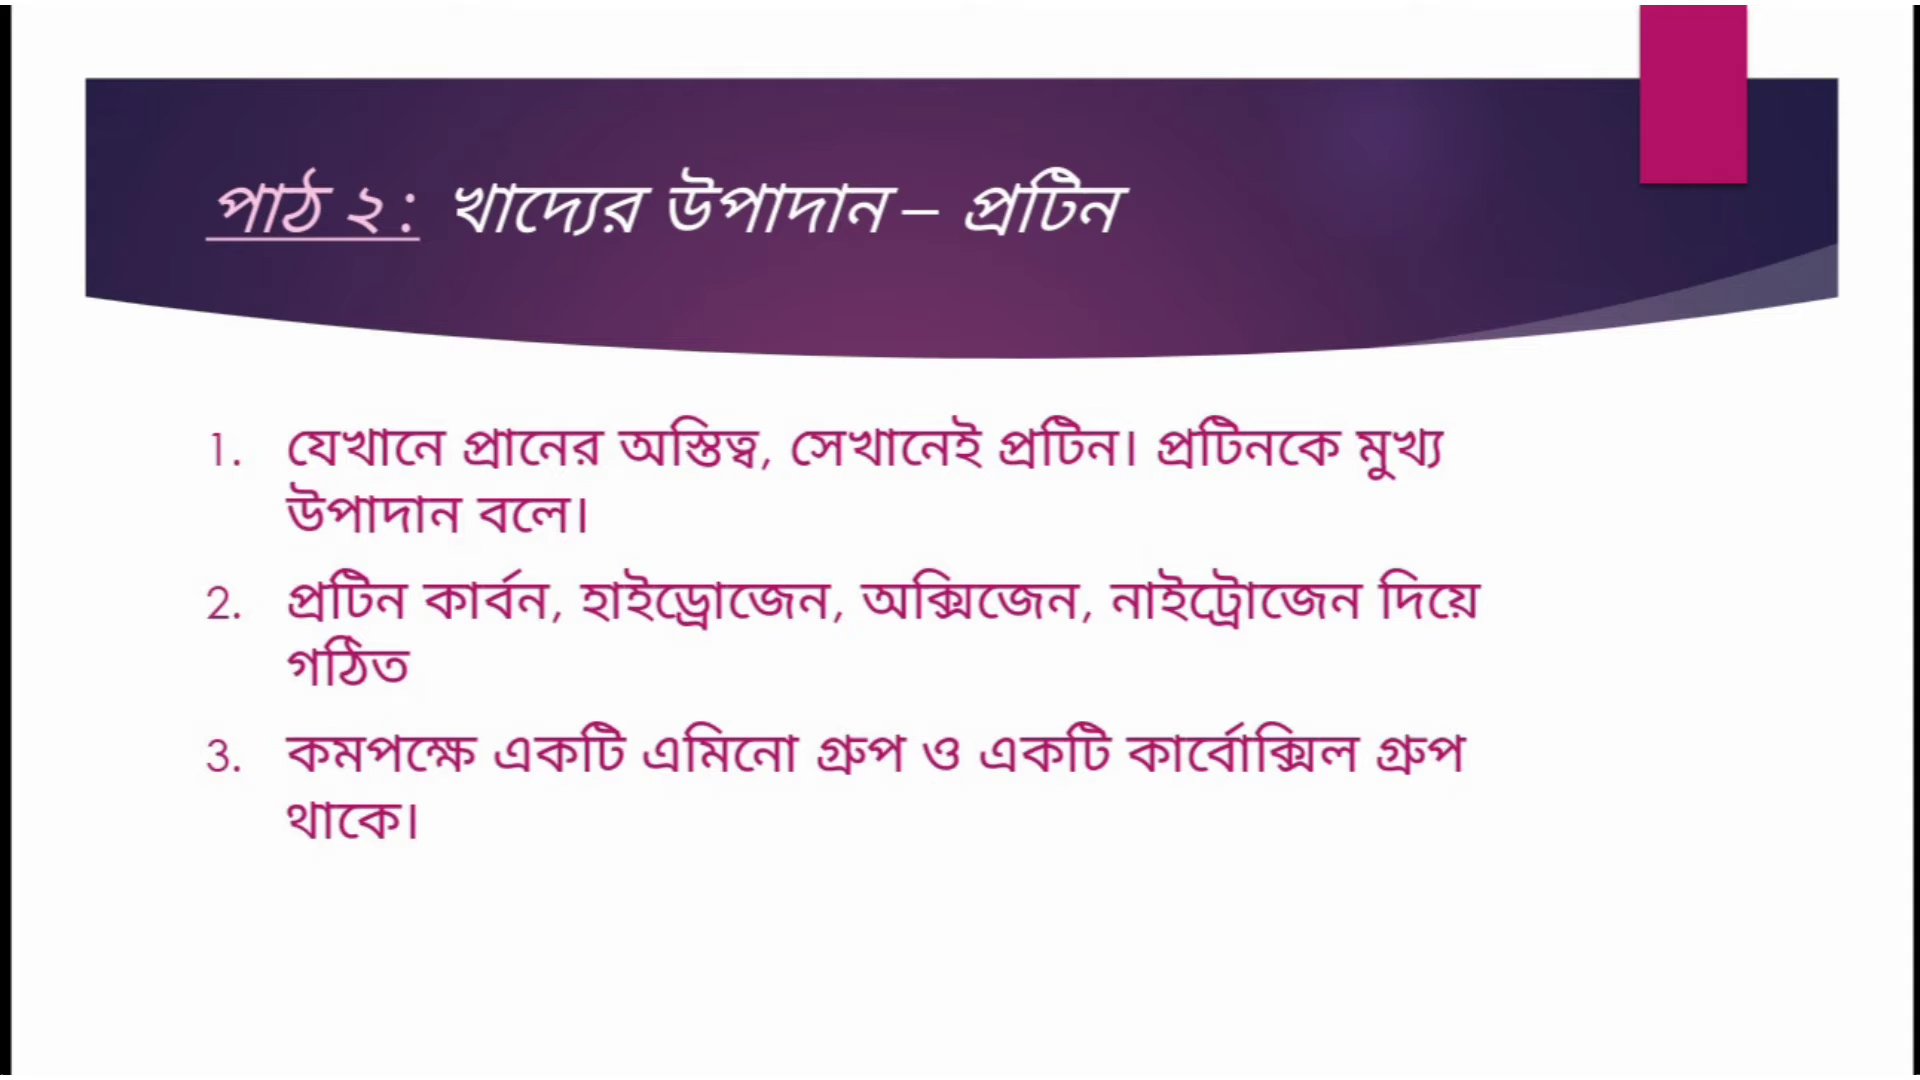 পাঠ ২ : খাদ্যের উপাদান – প্রটিন
1. যেখানে প্রানের অস্তিত্ব, সেখানেই প্রটিন। প্রটিনকে মুখ্য
উপাদান বলে।
2. প্রটিন কার্বন, হাইড্রোজেন, অক্সিজেন, নাইট্রোজেন দিয়ে
গঠিত
3. কমপক্ষে একটি এমিনো গ্রুপ ও একটি কার্বোক্সিল গ্রুপ
থাকে।